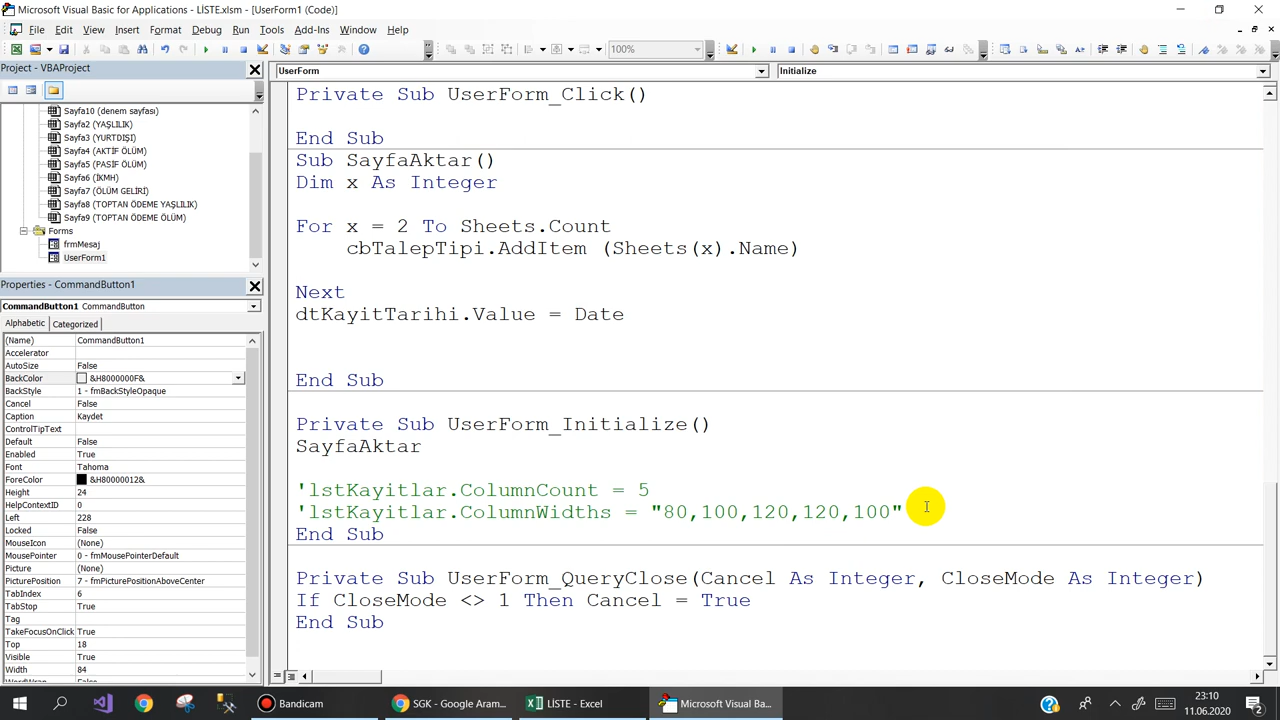 Microsoft Visual Basic for Applications - LİSTE.xlsm - [UserForm1 (Code)]
File Edit View Insert Format Debug Run Tools Add-Ins Window Help
100%
Project - VBAProject
UserForm
Initialize
Sayfa10 (denem sayfası)
Sayfa2 (YAŞLILIK)
Sayfa3 (YURTDIŞI)
Sayfa4 (AKTİF ÖLÜM)
Sayfa5 (PASİF ÖLÜM)
Sayfa6 (İKMH)
Sayfa7 (ÖLÜM GELİRİ)
Sayfa8 (TOPTAN ÖDEME YAŞLILIK)
Sayfa9 (TOPTAN ÖDEME ÖLÜM)
Forms
frmMesaj
UserForm1
Properties - CommandButton1
CommandButton1 CommandButton
Alphabetic Categorized
(Name) CommandButton1
Accelerator
AutoSize False
BackColor &H8000000F&
BackStyle 1 - fmBackStyleOpaque
Cancel False
Caption Kaydet
ControlTipText
Default False
Enabled True
Font Tahoma
ForeColor &H80000012&
Height 24
HelpContextID 0
Left 228
Locked False
MouseIcon (None)
MousePointer 0 - fmMousePointerDefault
Picture (None)
PicturePosition 7 - fmPicturePositionAboveCenter
TabIndex 6
TabStop True
Tag
TakeFocusOnClick True
Top 18
Visible True
Width 84
Private Sub UserForm_Click()
End Sub
Sub SayfaAktar()
Dim x As Integer
For x = 2 To Sheets.Count
cbTalepTipi.AddItem (Sheets(x).Name)
Next
dtKayitTarihi.Value = Date
End Sub
Private Sub UserForm_Initialize()
SayfaAktar
'lstKayitlar.ColumnCount = 5
'lstKayitlar.ColumnWidths = "80,100,120,120,100"
End Sub
Private Sub UserForm_QueryClose(Cancel As Integer, CloseMode As Integer)
If CloseMode <> 1 Then Cancel = True
End Sub
Bandicam
SGK - Google Aram...
LİSTE - Excel
Microsoft Visual Ba...
23:10
11.06.2020
2